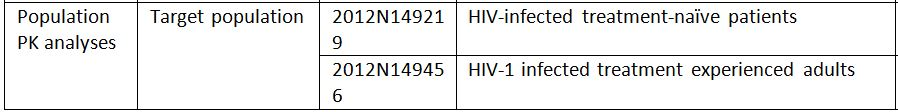 Population Target population 2012N14921 HIV-infected treatment-naïve patients
PK analyses 9
2012N14945 HIV-1 infected treatment experienced adults
6